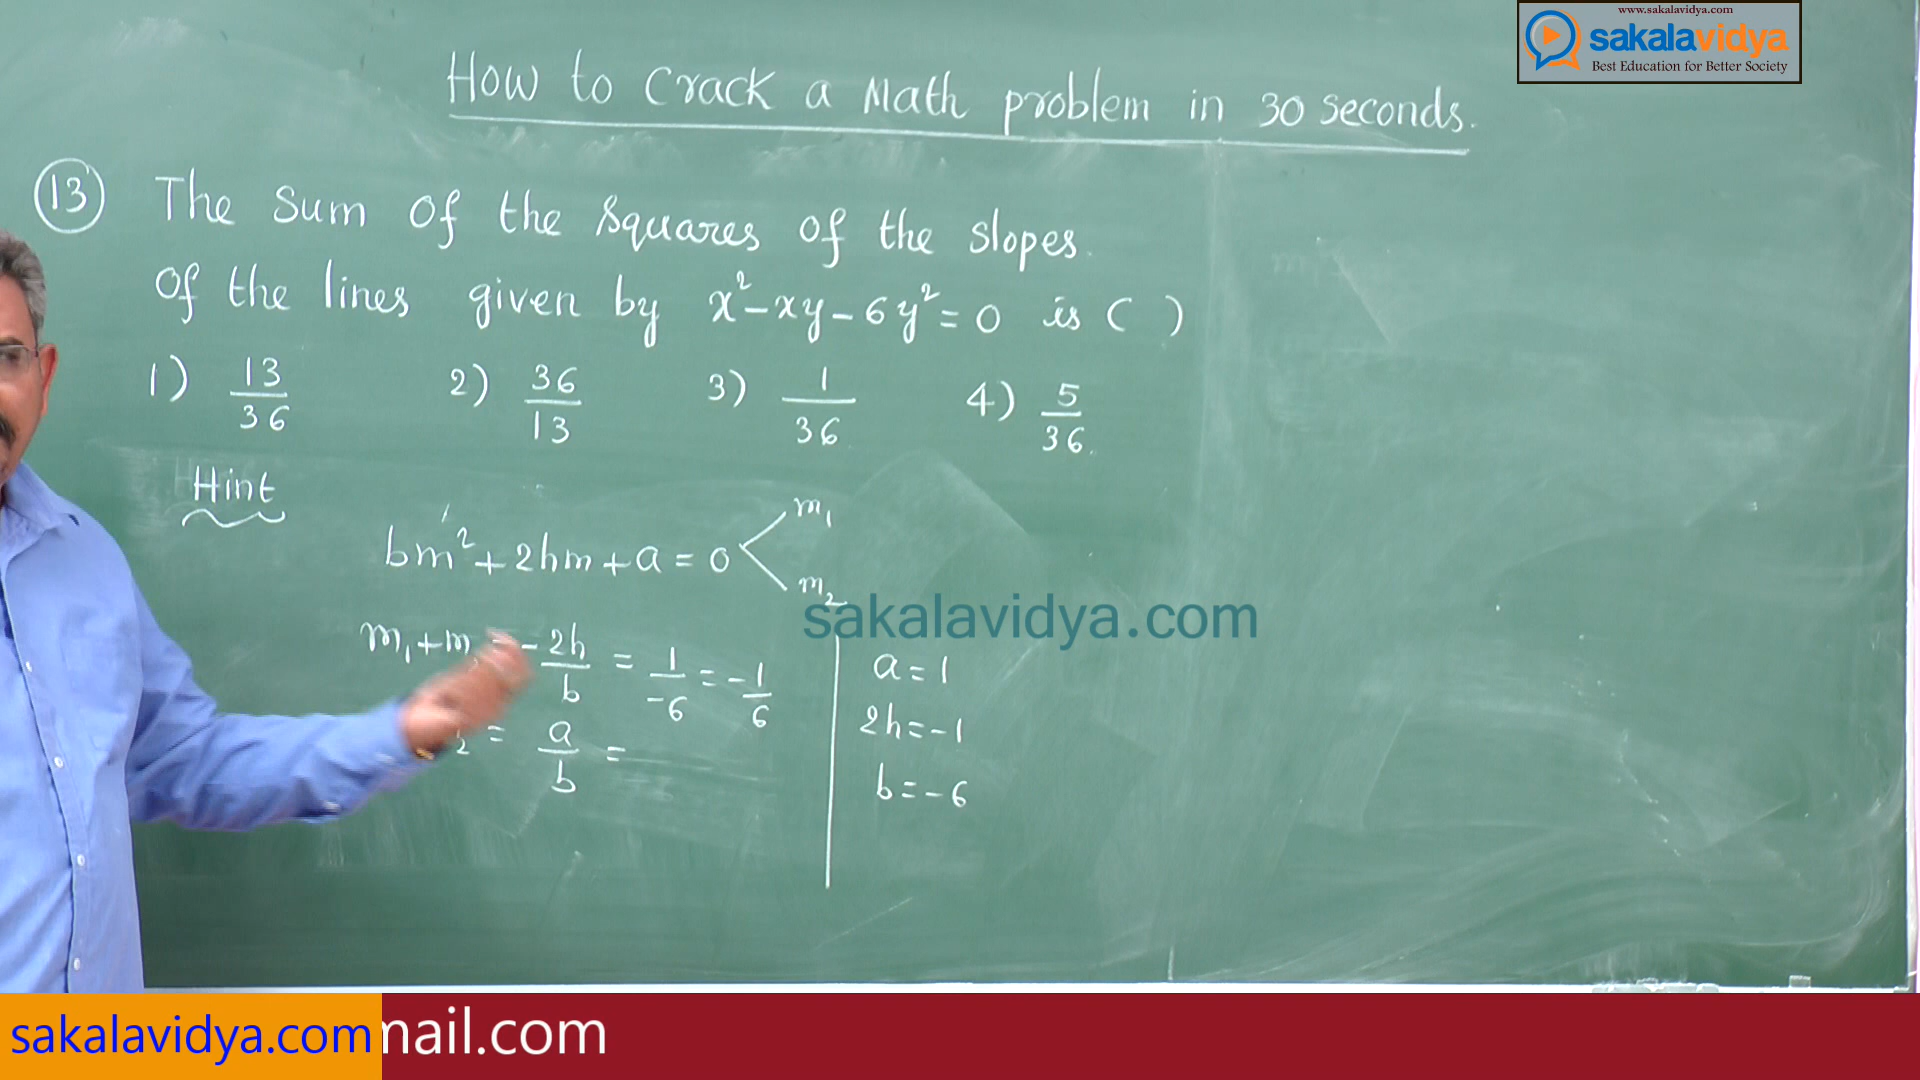 www.sakalavidya.com
sakalavidya
Best Education for Better Society
How to Crack a Math problem in 30 seconds.
13 The sum of the squares of the slopes.
of the lines given by x²-xy-6y²=0 is ( )
1) 13/36 2) 36/13 3) 1/36 4) 5/36.
Hint
bm²+2hm+a=0 < m₁ m₂
sakalavidya.com
m₁+m = -2h/b = 1/-6 = -1/6
₂ = a/b =
a=1
2h=-1
b=-6
sakalavidya.com nail.com